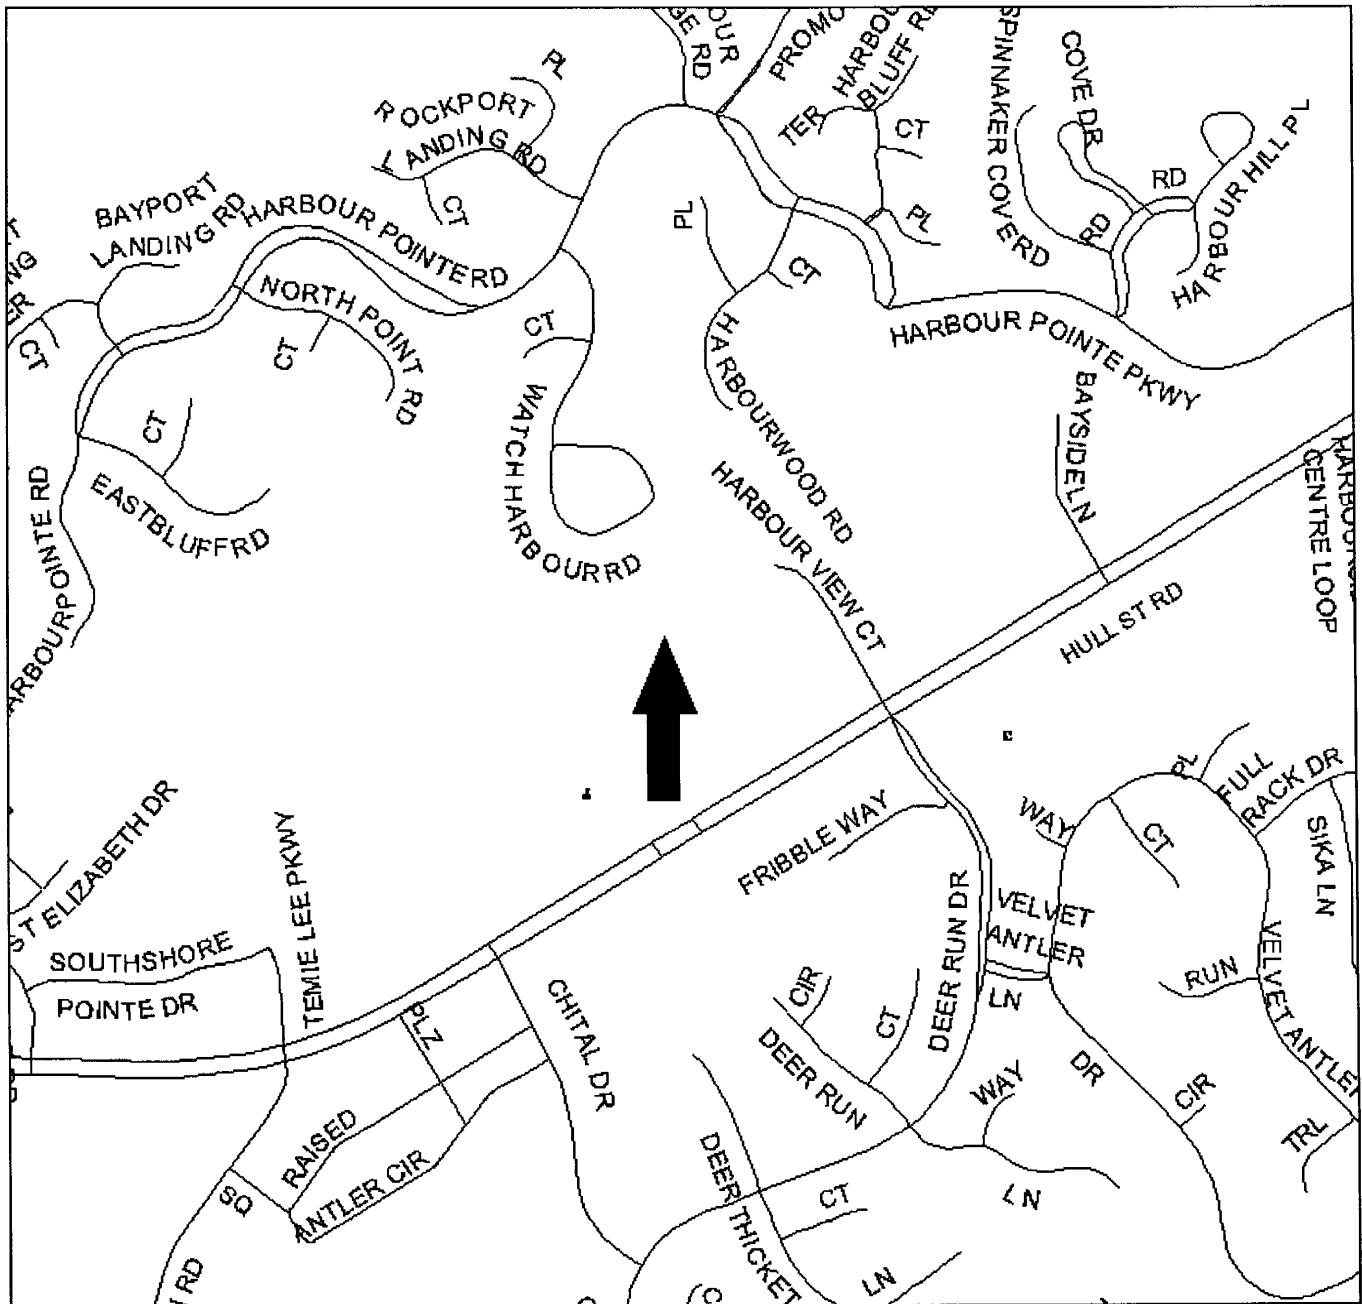 PL
ROCKPORT
LANDING RD
CT
BAYPORT
LANDING RD
HARBOUR POINTE RD
NORTH POINT RD
CT
CT
CT
EASTBLUFF RD
WATCH HARBOUR RD
CT
TER
BLUFF RD
CT
PL
PL
CT
HARBOURWOOD RD
SPINNAKER COVE RD
COVE DR
RD
RD
HARBOUR HILL PL
HARBOUR POINTE PKWY
BAYSIDE LN
HARBOUR VIEW CT
HULL ST RD
CENTRE LOOP
ST ELIZABETH DR
SOUTHSHORE
POINTE DR
TEMIE LEE PKWY
PLZ
CHITAL DR
RAISED
ANTLER CIR
SQ
RD
FRIBBLE WAY
DEER RUN DR
VELVET
ANTLER
LN
WAY
CT
PL
FULL
RACK DR
SIKA LN
RUN
VELVET ANTLER
CIR
CT
DEER RUN
WAY
LN
DR
CIR
TRL
DEER THICKET
CT
LN